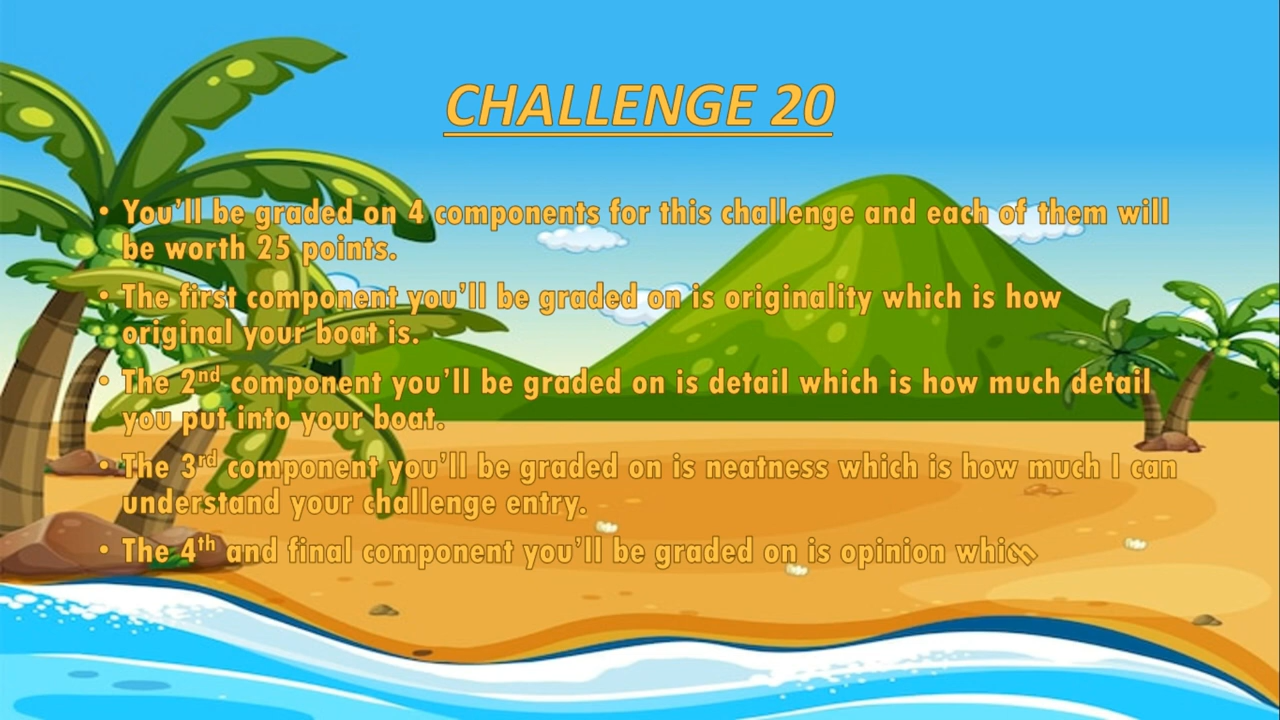 CHALLENGE 20
• You'll be graded on 4 components for this challenge and each of them will
be worth 25 points.
• The first component you'll be graded on is originality which is how
original your boat is.
• The 2nd component you'll be graded on is detail which is how much detail
you put into your boat.
• The 3rd component you'll be graded on is neatness which is how much I can
understand your challenge entry.
• The 4th and final component you'll be graded on is opinion whic